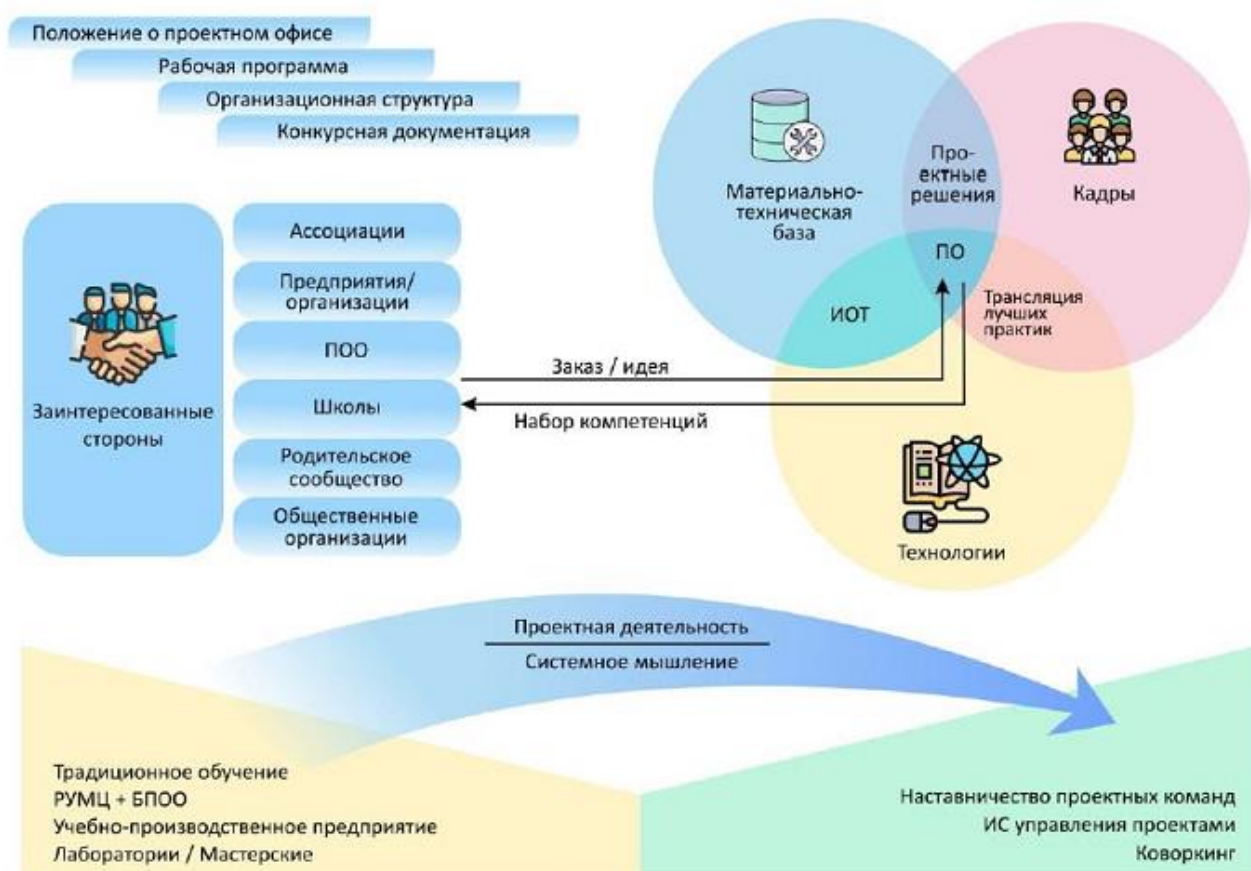 Положение о проектном офисе
Рабочая программа
Организационная структура
Конкурсная документация
Материально-
техническая
база
Про-
ектные
решения
Кадры
ПО
ИОТ
Трансляция
лучших
практик
Технологии
Заинтересованные
стороны
Ассоциации
Предприятия/
организации
ПОО
Школы
Родительское
сообщество
Общественные
организации
Заказ / идея
Набор компетенций
Проектная деятельность
Системное мышление
Традиционное обучение
РУМЦ + БПОО
Учебно-производственное предприятие
Лаборатории / Мастерские
Наставничество проектных команд
ИС управления проектами
Коворкинг